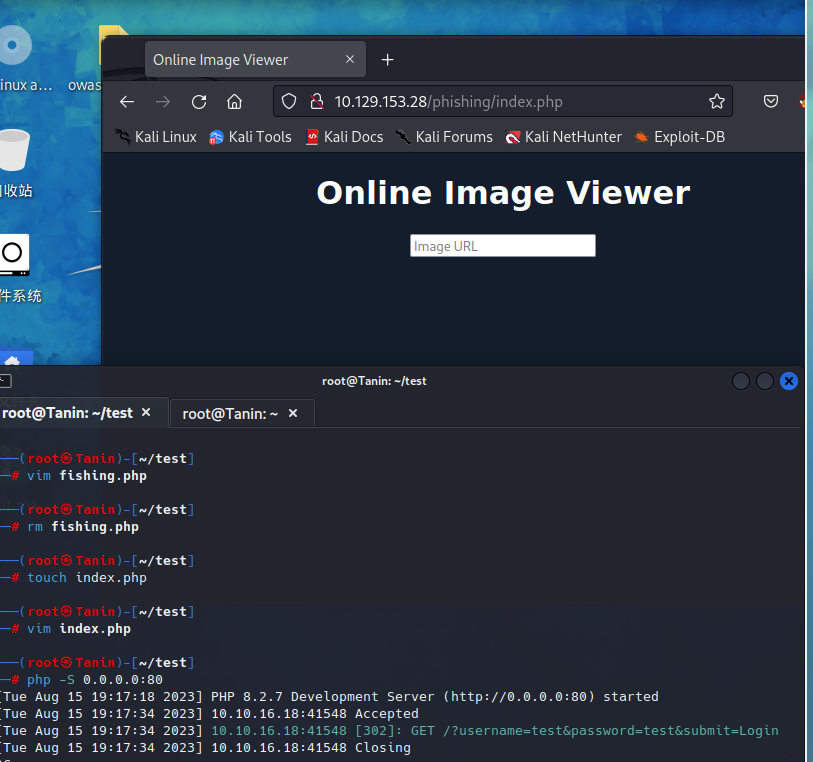 Online Image Viewer
inux a…
owas
10.129.153.28/phishing/index.php
Kali Linux Kali Tools Kali Docs Kali Forums Kali NetHunter Exploit-DB
收站
Online Image Viewer
Image URL
件系统
root@Tanin: ~/test
root@Tanin: ~/test root@Tanin: ~
(root㉿Tanin)-[~/test]
# vim fishing.php
(root㉿Tanin)-[~/test]
# rm fishing.php
(root㉿Tanin)-[~/test]
# touch index.php
(root㉿Tanin)-[~/test]
# vim index.php
(root㉿Tanin)-[~/test]
# php -S 0.0.0.0:80
[Tue Aug 15 19:17:18 2023] PHP 8.2.7 Development Server (http://0.0.0.0:80) started
[Tue Aug 15 19:17:34 2023] 10.10.16.18:41548 Accepted
[Tue Aug 15 19:17:34 2023] 10.10.16.18:41548 [302]: GET /?username=test&password=test&submit=Login
[Tue Aug 15 19:17:34 2023] 10.10.16.18:41548 Closing